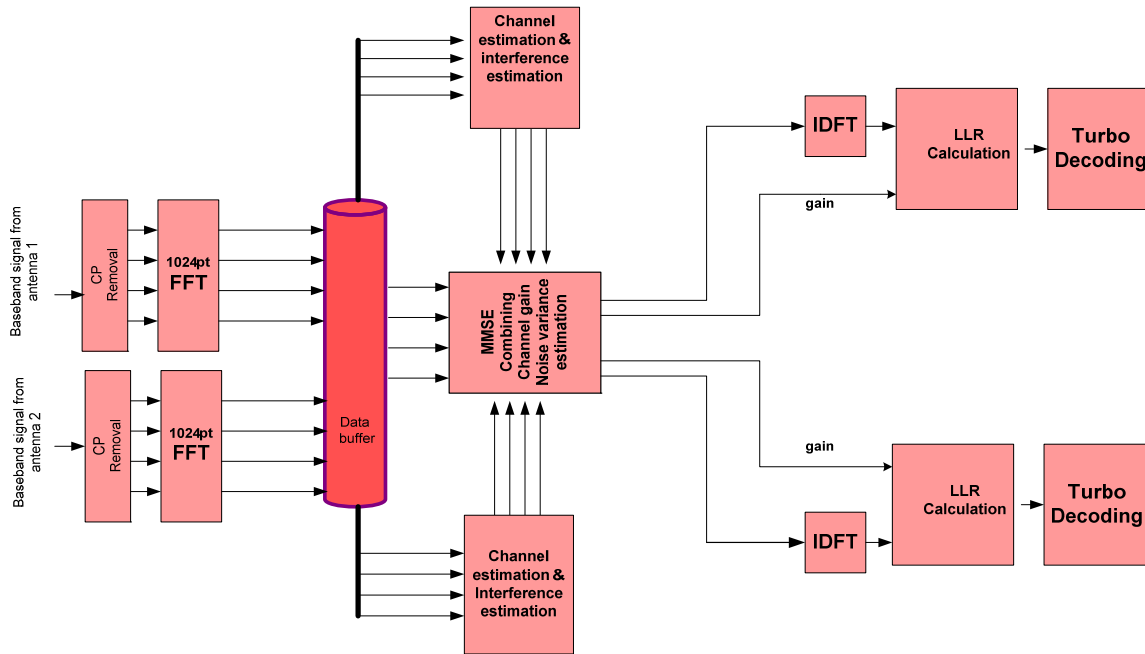 Channel
estimation &
interference
estimation
IDFT
LLR
Calculation
Turbo
Decoding
gain
Baseband signal from
antenna 1
CP
Removal
1024pt
FFT
MMSE
Combining
Channel gain
Noise variance
estimation
Baseband signal from
antenna 2
CP
Removal
1024pt
FFT
Data
buffer
gain
LLR
Calculation
Turbo
Decoding
IDFT
Channel
estimation &
Interference
estimation